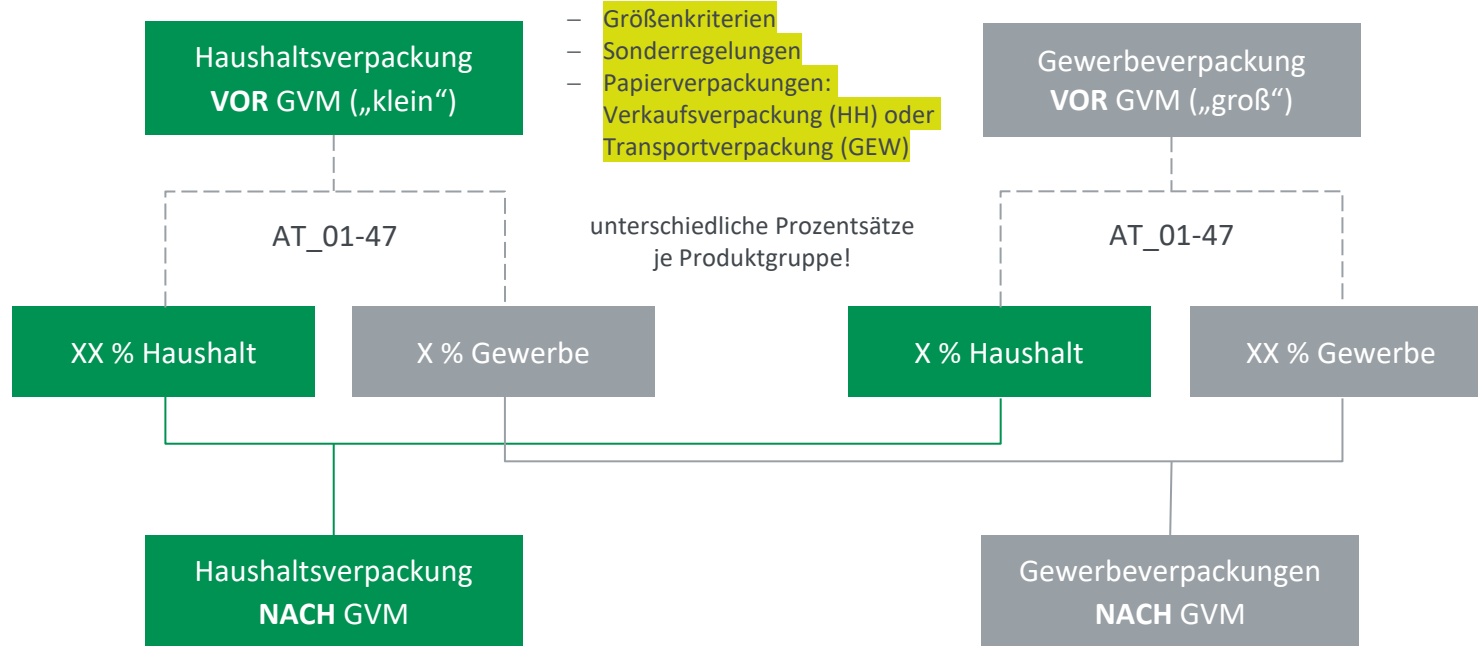 Haushaltsverpackung
VOR GVM („klein“)
– Größenkriterien
– Sonderregelungen
– Papierverpackungen:
Verkaufsverpackung (HH) oder
Transportverpackung (GEW)
Gewerbeverpackung
VOR GVM („groß“)
AT_01-47
unterschiedliche Prozentsätze
je Produktgruppe!
AT_01-47
XX % Haushalt
X % Gewerbe
X % Haushalt
XX % Gewerbe
Haushaltsverpackung
NACH GVM
Gewerbeverpackungen
NACH GVM